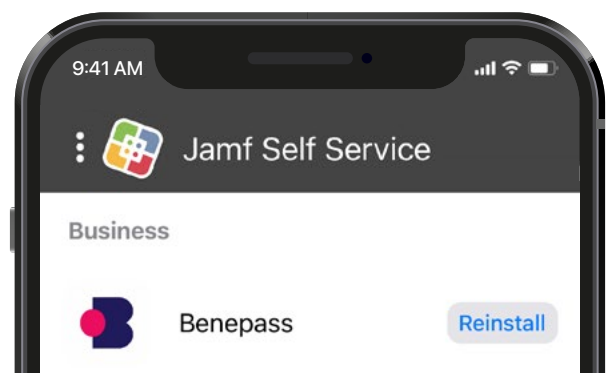 9:41 AM
Jamf Self Service
Business
Benepass
Reinstall